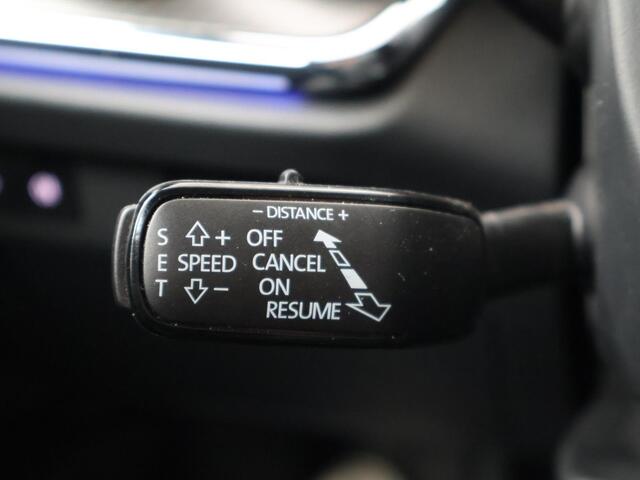 - DISTANCE +
S + OFF
E SPEED CANCEL
T - ON
RESUME